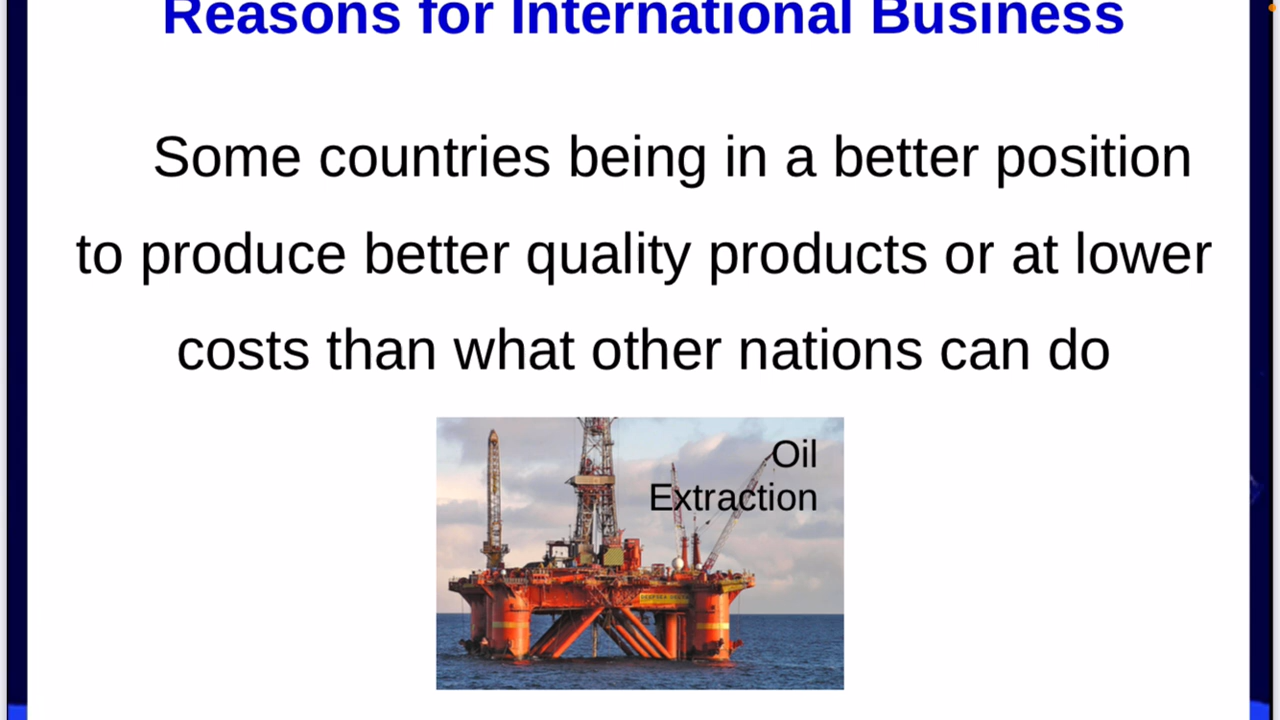 Reasons for International Business
Some countries being in a better position
to produce better quality products or at lower
costs than what other nations can do
Oil
Extraction